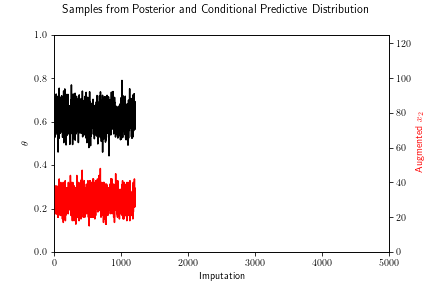 Samples from Posterior and Conditional Predictive Distribution
1.0
0.8
0.6
0.4
0.2
0.0
θ
120
100
80
60
40
20
0
Augmented x₂
0 1000 2000 3000 4000 5000
Imputation